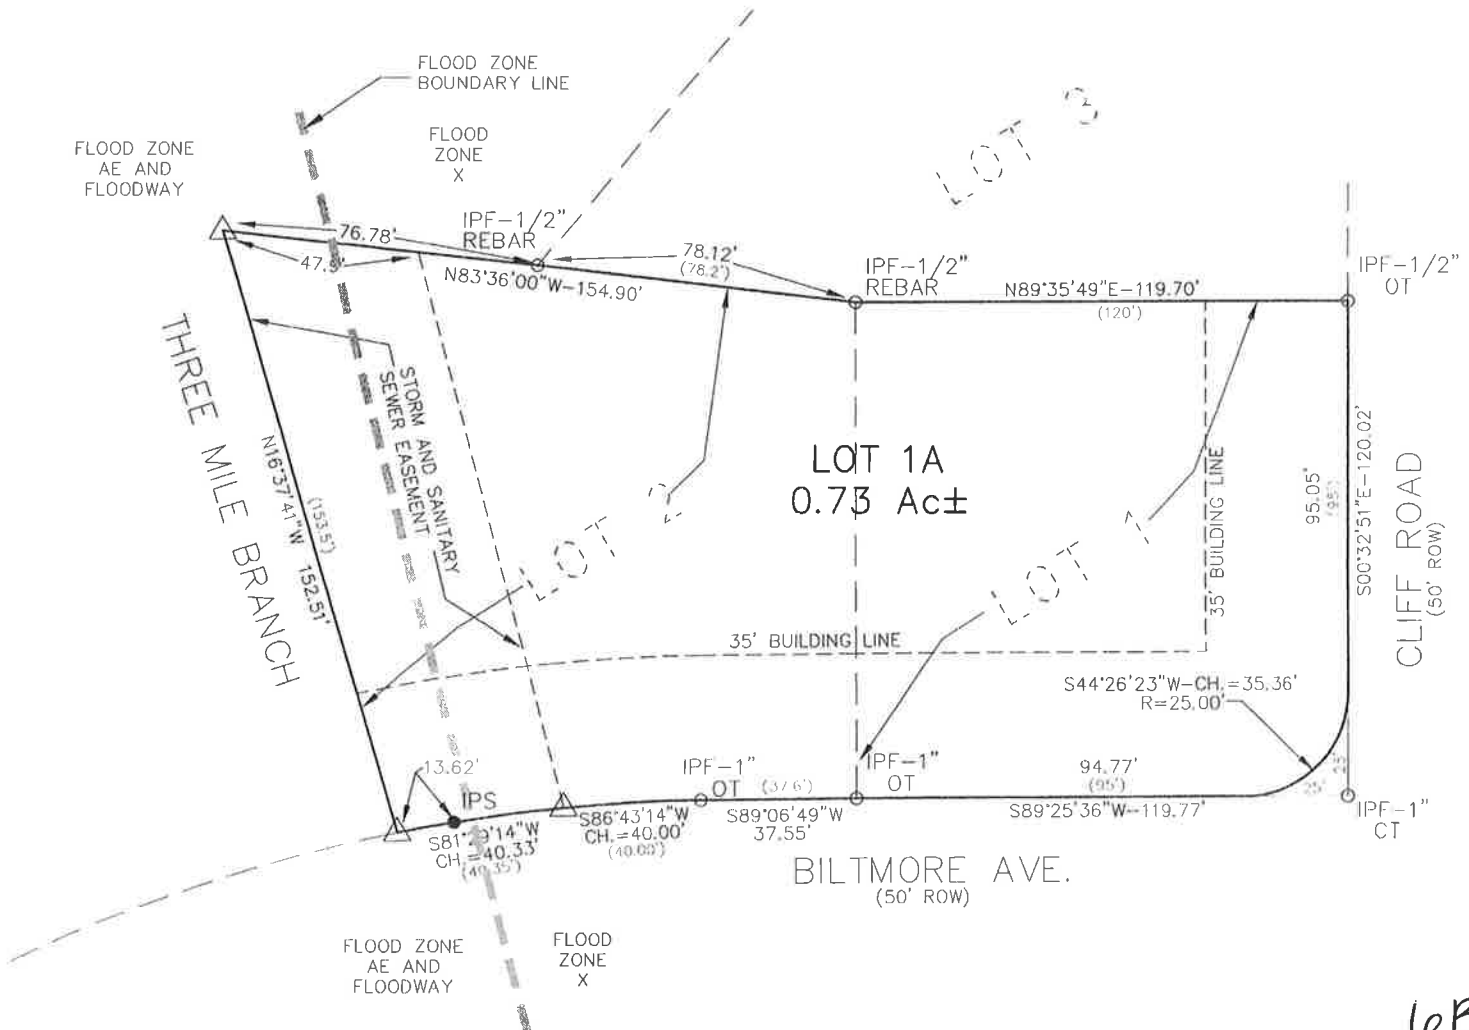 FLOOD ZONE
BOUNDARY LINE
FLOOD ZONE
AE AND
FLOODWAY
FLOOD
ZONE
X
LOT 3
76.78'
IPF-1/2"
REBAR
78.12'
(78.2')
IPF-1/2"
REBAR
IPF-1/2"
OT
N83°36'00"W-154.90'
N89°35'49"E-119.70'
(120')
THREE MILE BRANCH
N16°37'41"W 152.51'
(153.5')
STORM AND SANITARY
SEWER EASEMENT
LOT 2
LOT 1A
0.73 Ac±
LOT 1
35' BUILDING LINE
95.05'
(95')
S00°32'51"E-120.02'
CLIFF ROAD
(50' ROW)
35' BUILDING LINE
S44°26'23"W-CH.=35.36'
R=25.00'
13.62'
IPS
IPF-1"
OT
(37.6')
IPF-1"
OT
94.77'
(95')
25'
25'
IPF-1"
CT
CH.=40.33'
(40.35')
S86°43'14"W
CH.=40.00'
(40.00')
S89°06'49"W
37.55'
S89°25'36"W-119.77'
BILTMORE AVE.
(50' ROW)
FLOOD ZONE
AE AND
FLOODWAY
FLOOD
ZONE
X